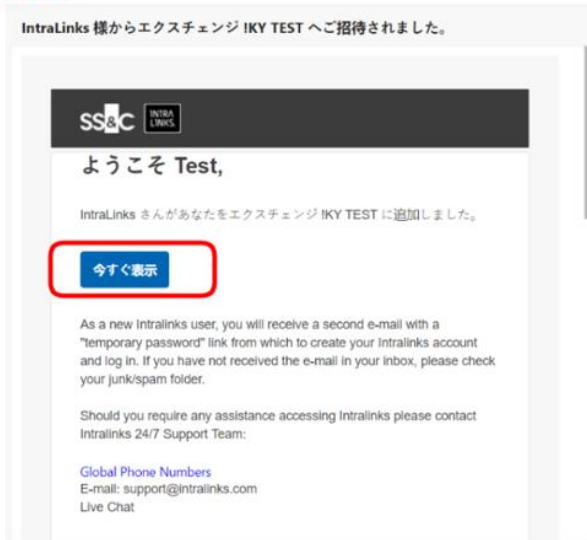 IntraLinks 様からエクスチェンジ !KY TEST へご招待されました。
SS&C INTRA
LINKS
ようこそ Test,
IntraLinks さんがあなたをエクスチェンジ !KY TEST に追加しました。
今すぐ表示
As a new Intralinks user, you will receive a second e-mail with a
"temporary password" link from which to create your Intralinks account
and log in. If you have not received the e-mail in your inbox, please check
your junk/spam folder.
Should you require any assistance accessing Intralinks please contact
Intralinks 24/7 Support Team:
Global Phone Numbers
E-mail: support@intralinks.com
Live Chat